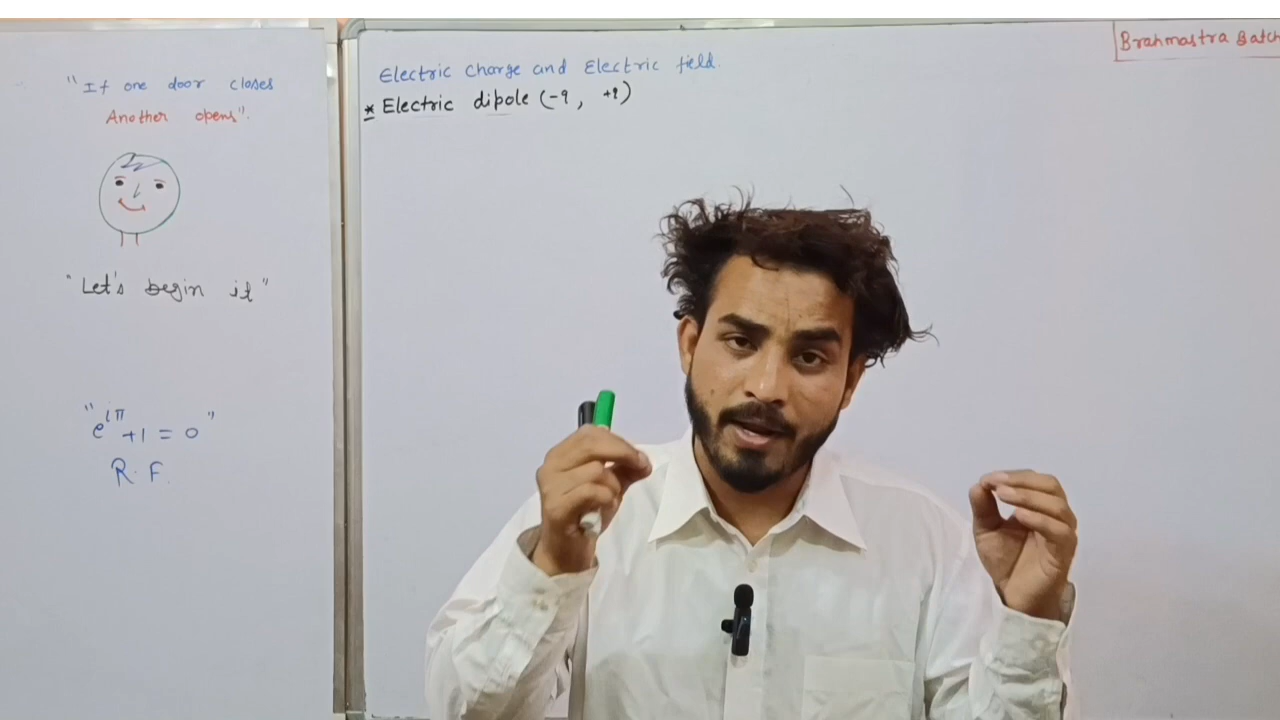 "If one door closes
Another opens".
"Let's begin it"
"e^iπ +1 = 0"
R. F.
Electric charge and Electric field.
* Electric dipole (-q, +q)
Brahmastra Batch